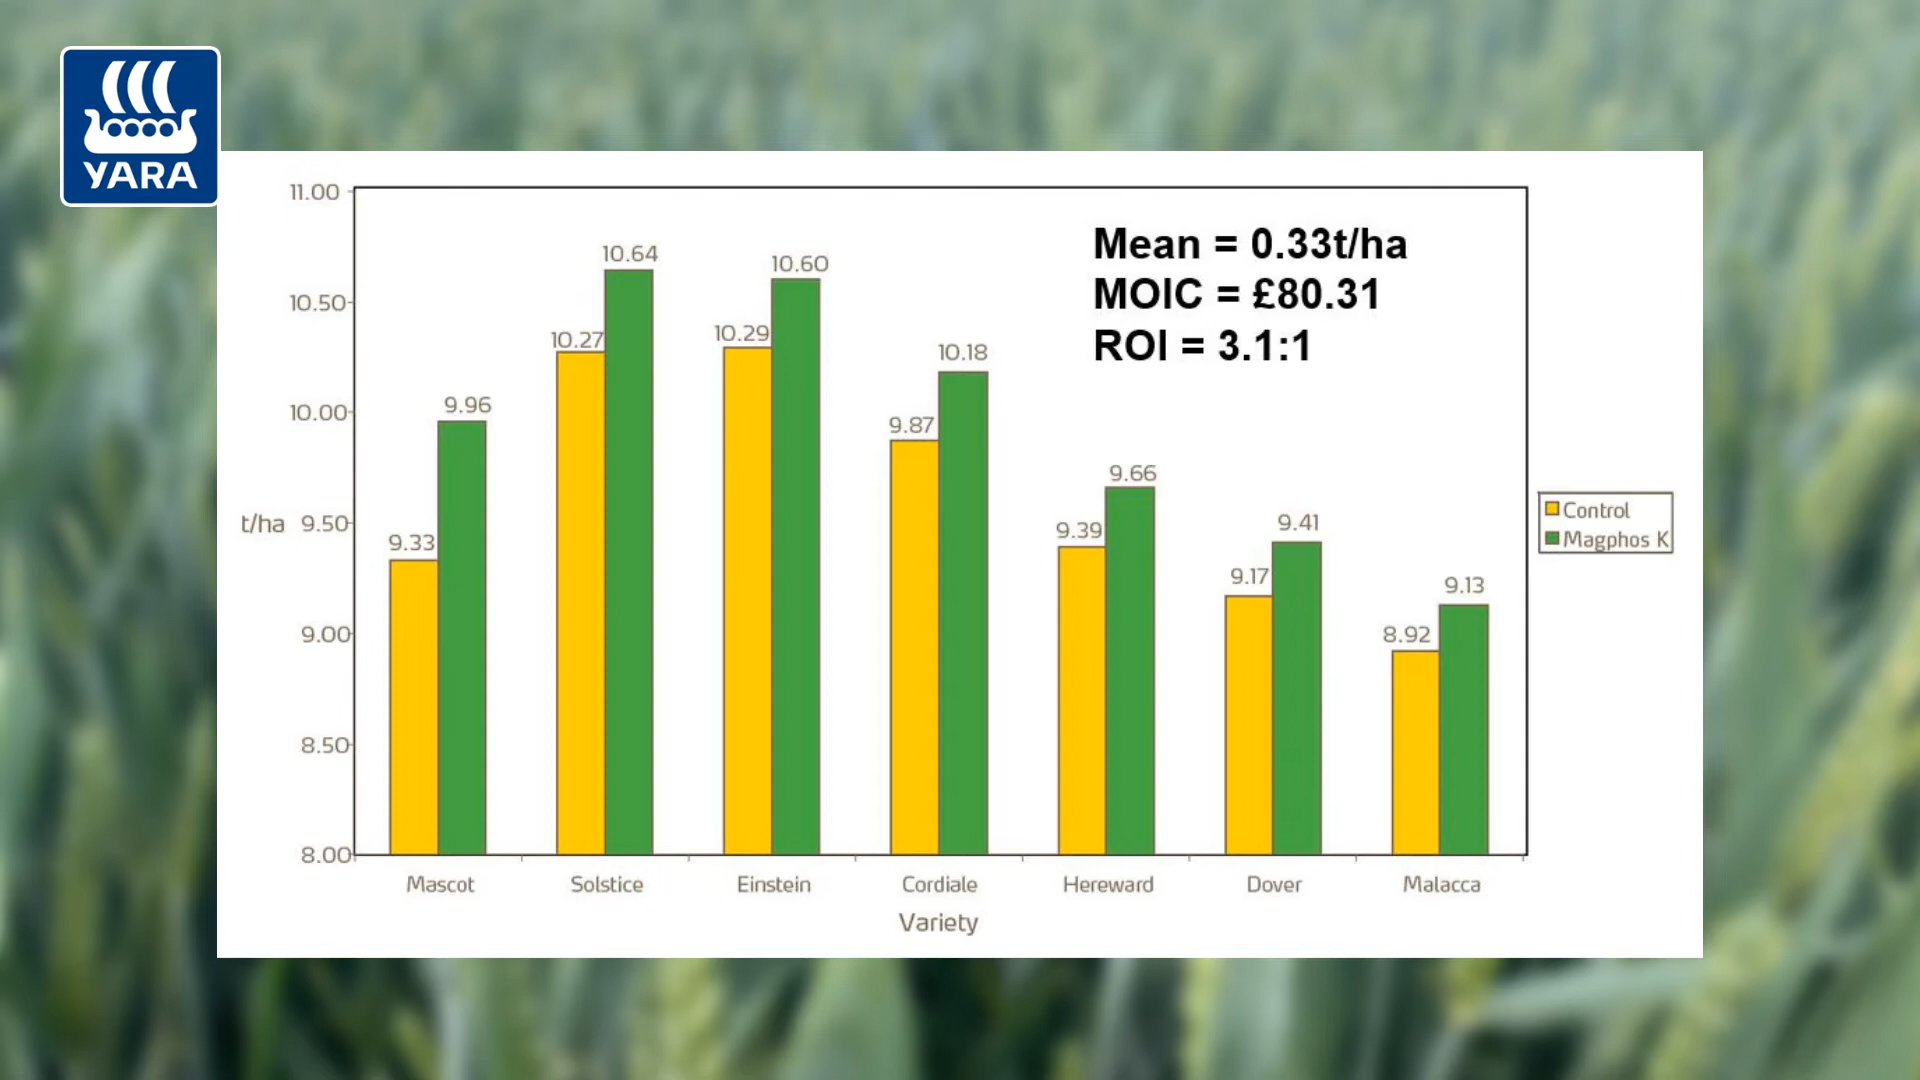 YARA
11.00
10.50
10.00
t/ha 9.50
9.00
8.50
8.00
9.33
9.96
10.27
10.64
10.29
10.60
9.87
10.18
9.39
9.66
9.17
9.41
8.92
9.13
Mean = 0.33t/ha
MOIC = £80.31
ROI = 3.1:1
Control
Magphos K
Mascot Solstice Einstein Cordiale Hereward Dover Malacca
Variety